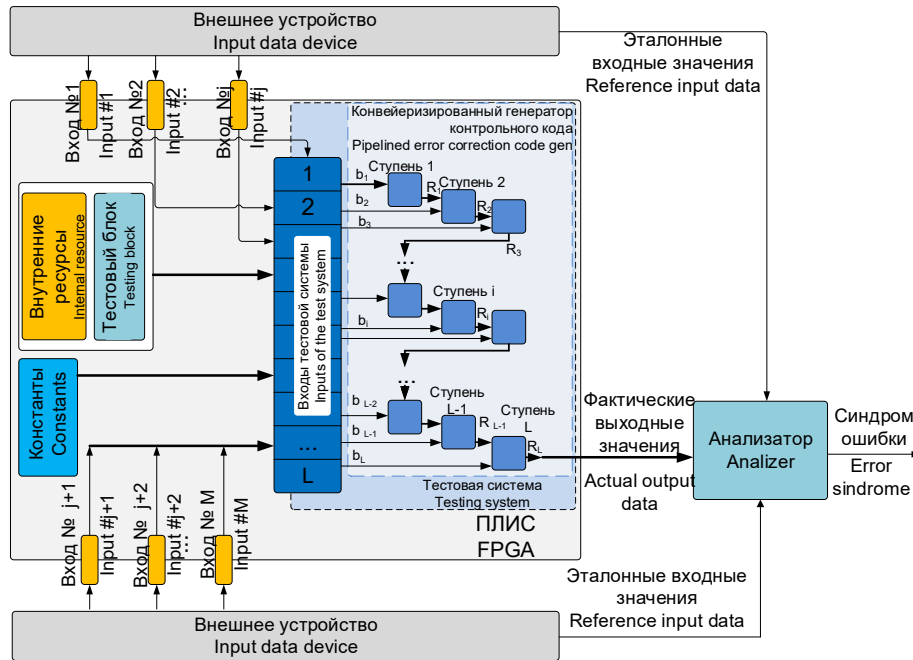 Внешнее устройство
Input data device
Эталонные
входные значения
Reference input data
Вход №1
Input #1
Вход №2
Input #2
...
Вход №j
Input #j
Конвейеризированный генератор
контрольного кода
Pipelined error correction code gen
Ступень 1
Ступень 2
b1
R1
b2
R2
b3
R3
1
2
Входы тестовой системы
Inputs of the test system
...
L
Внутренние
ресурсы
Internal resource
Тестовый блок
Testing block
...
Ступень i
bi
Ri
Константы
Constants
...
Ступень
L-1
b L-2
b L-1
R L-1
Ступень
L
bL
RL
Фактические
выходные
значения
Actual output
data
Анализатор
Analizer
Синдром
ошибки
Error
sindrome
Тестовая система
Testing system
ПЛИС
FPGA
Вход № j+1
Input #j+1
Вход № j+2
Input #j+2
...
Вход № M
Input #M
Эталонные входные
значения
Reference input data
Внешнее устройство
Input data device